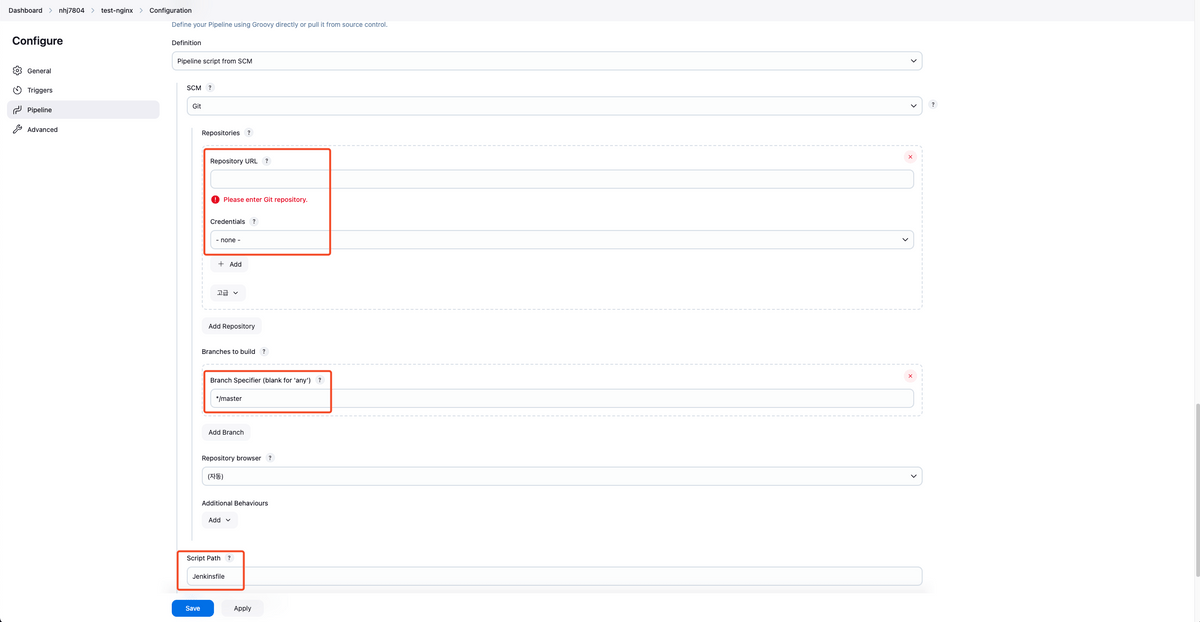 Dashboard > nhj7804 > test-nginx > Configuration
Configure
General
Triggers
Pipeline
Advanced
Define your Pipeline using Groovy directly or pull it from source control.
Definition
Pipeline script from SCM
SCM ?
Git
?
Repositories ?
Repository URL ?
Please enter Git repository.
Credentials ?
- none -
+ Add
고급
Add Repository
Branches to build ?
Branch Specifier (blank for 'any') ?
*/master
Add Branch
Repository browser ?
(자동)
Additional Behaviours
Add
Script Path ?
Jenkinsfile
Save Apply